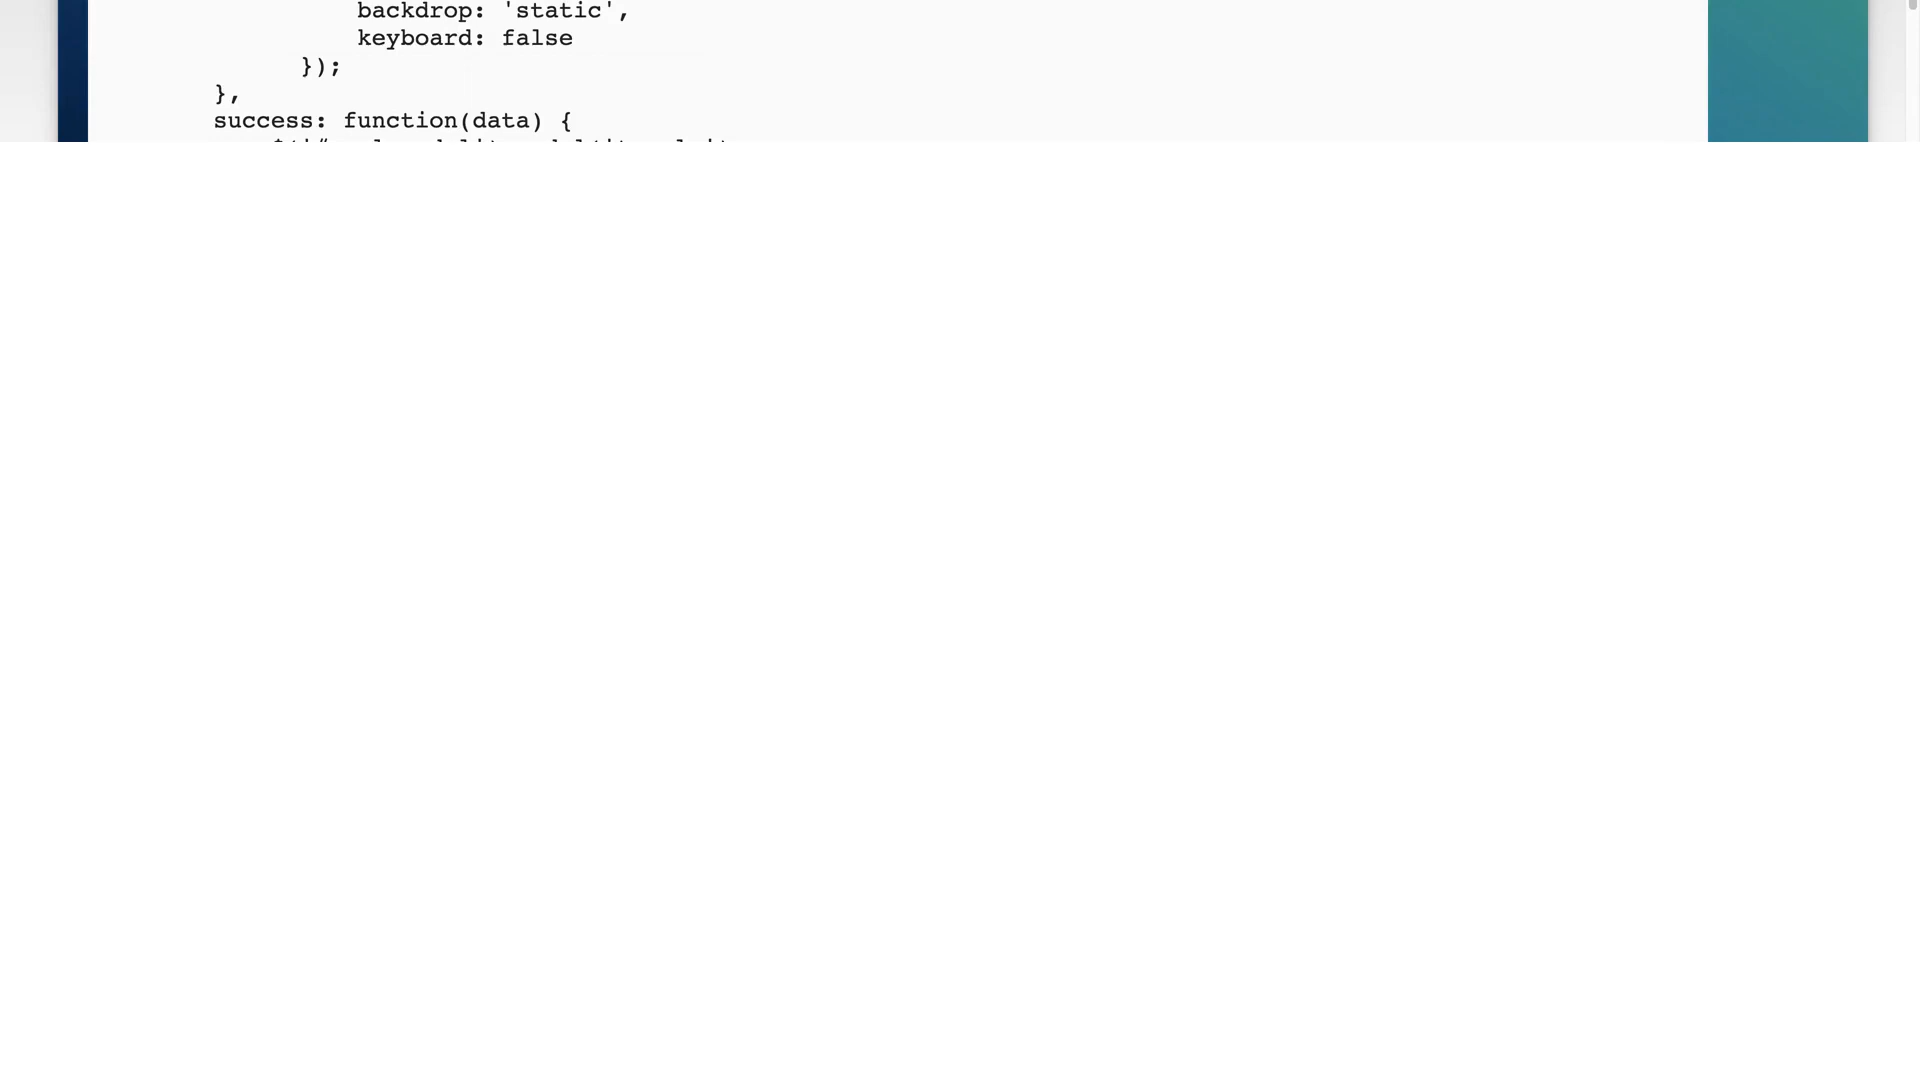 backdrop: 'static',
keyboard: false
});
},
success: function(data) {